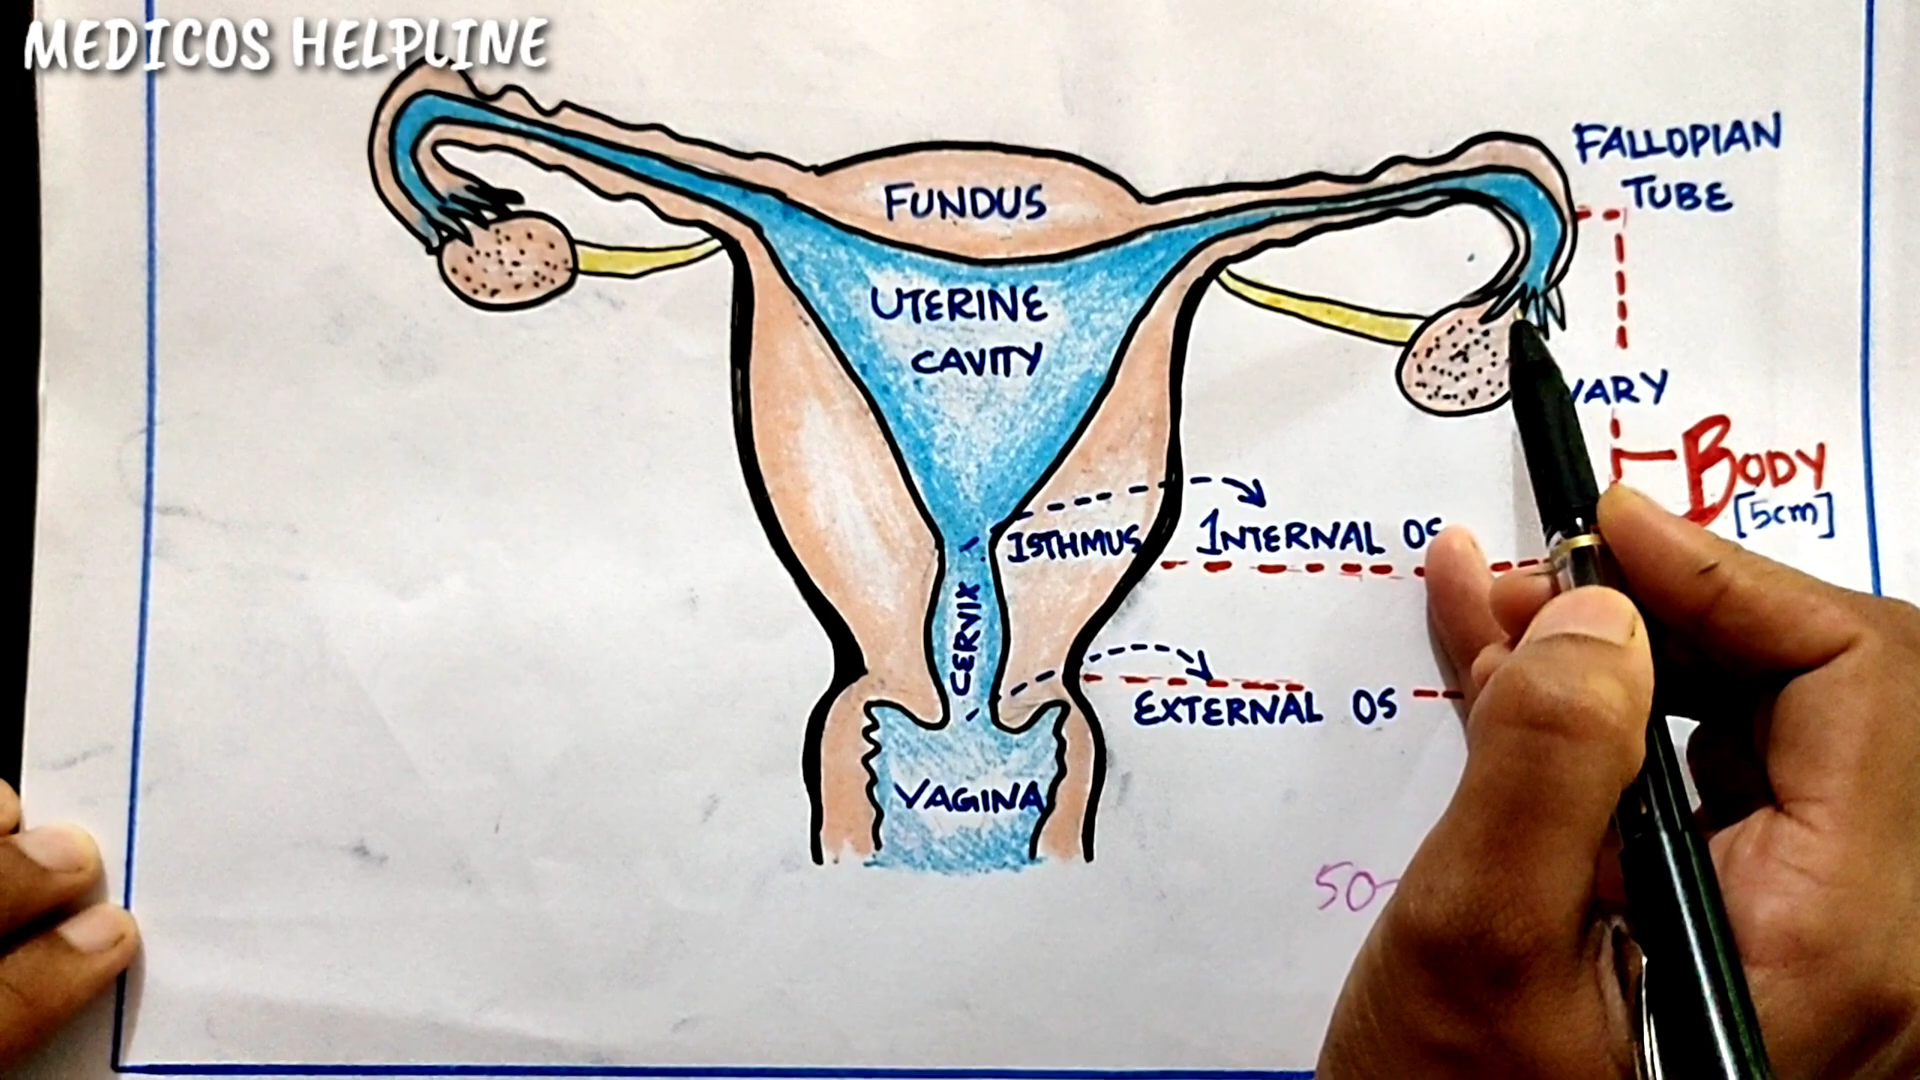 MEDICOS HELPLINE
FALLOPIAN
TUBE
FUNDUS
UTERINE
CAVITY
VARY
BODY
[5cm]
ISTHMUS
INTERNAL OS
CERVIX
EXTERNAL OS
VAGINA
50-